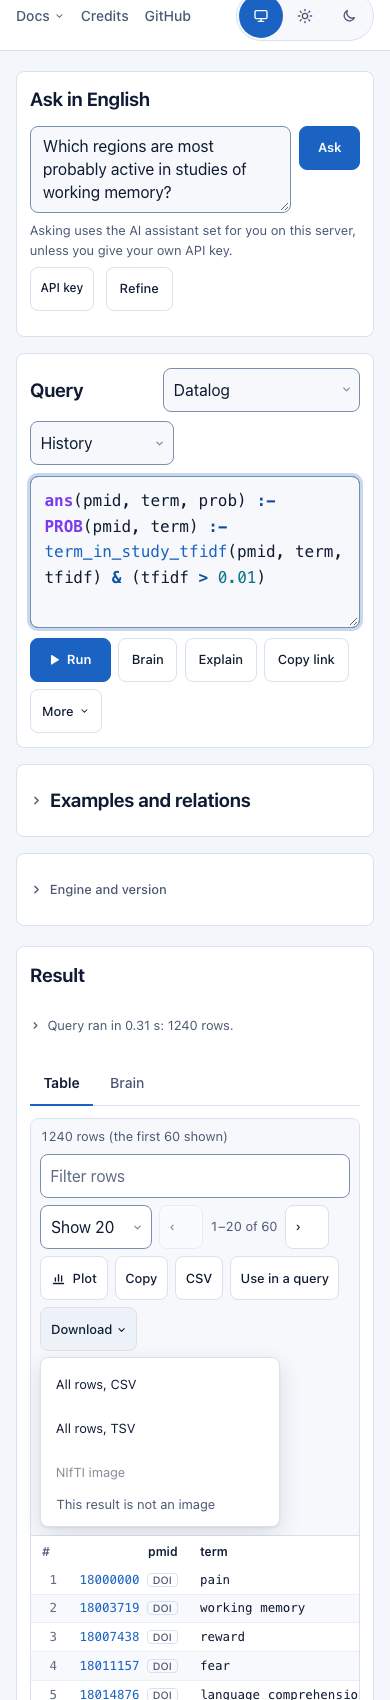 Docs Credits GitHub
Ask in English
Which regions are most
probably active in studies of
working memory?
Ask
Asking uses the AI assistant set for you on this server,
unless you give your own API key.
API key Refine
Query Datalog
History
ans(pmid, term, prob) :-
PROB(pmid, term) :-
term_in_study_tfidf(pmid, term,
tfidf) & (tfidf > 0.01)
Run Brain Explain Copy link
More
Examples and relations
Engine and version
Result
Query ran in 0.31 s: 1240 rows.
Table Brain
1240 rows (the first 60 shown)
Filter rows
Show 20 ‹ 1–20 of 60 ›
Plot Copy CSV Use in a query
Download
All rows, CSV
All rows, TSV
NIfTI image
This result is not an image
# pmid term
1 18000000 DOI pain
2 18003719 DOI working memory
3 18007438 DOI reward
4 18011157 DOI fear
5 18014876 DOI language comprehensio